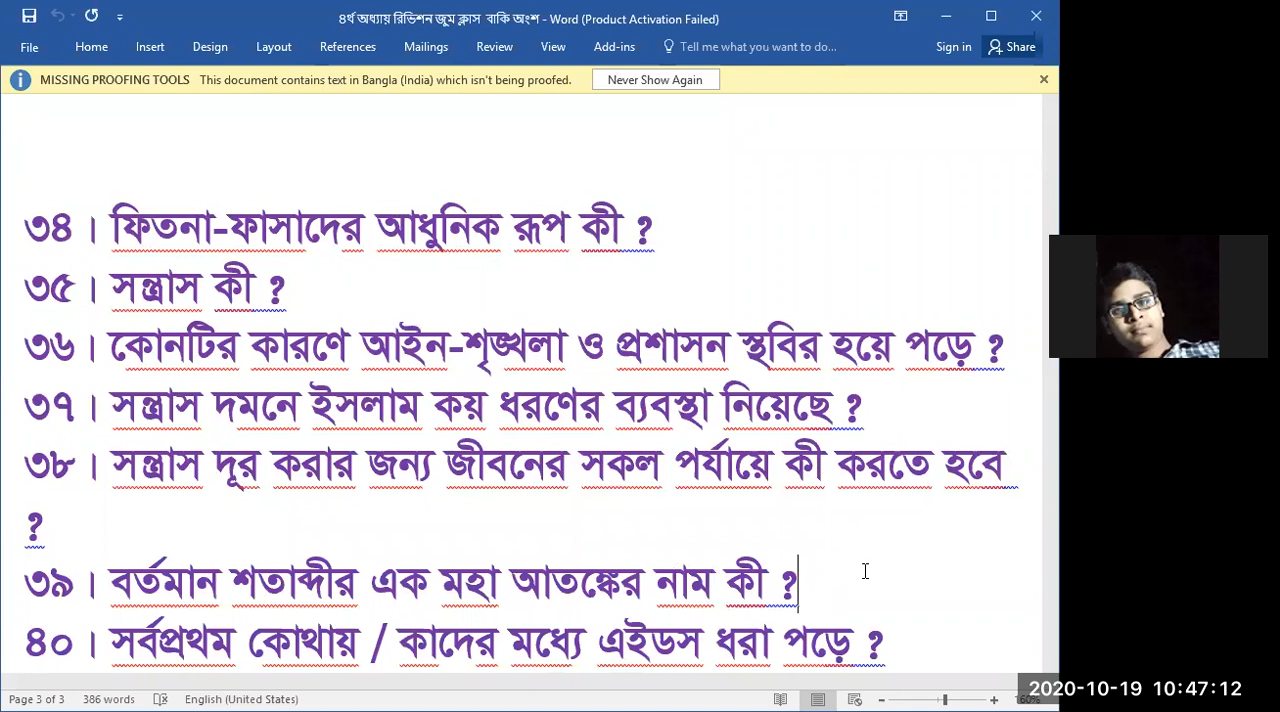 ৪র্থ অধ্যায় রিভিশন জুম ক্লাস বাকি অংশ - Word (Product Activation Failed)
File Home Insert Design Layout References Mailings Review View Add-ins Tell me what you want to do... Sign in Share
MISSING PROOFING TOOLS This document contains text in Bangla (India) which isn't being proofed. Never Show Again
৩৪ । ফিতনা-ফাসাদের আধুনিক রূপ কী ?
৩৫ । সন্ত্রাস কী ?
৩৬ । কোনটির কারণে আইন-শৃঙ্খলা ও প্রশাসন স্থবির হয়ে পড়ে ?
৩৭ । সন্ত্রাস দমনে ইসলাম কয় ধরণের ব্যবস্থা নিয়েছে ?
৩৮ । সন্ত্রাস দূর করার জন্য জীবনের সকল পর্যায়ে কী করতে হবে
?
৩৯ । বর্তমান শতাব্দীর এক মহা আতঙ্কের নাম কী ?
৪০ । সর্বপ্রথম কোথায় / কাদের মধ্যে এইডস ধরা পড়ে ?
Page 3 of 3 386 words English (United States)
2020-10-19 10:47:12